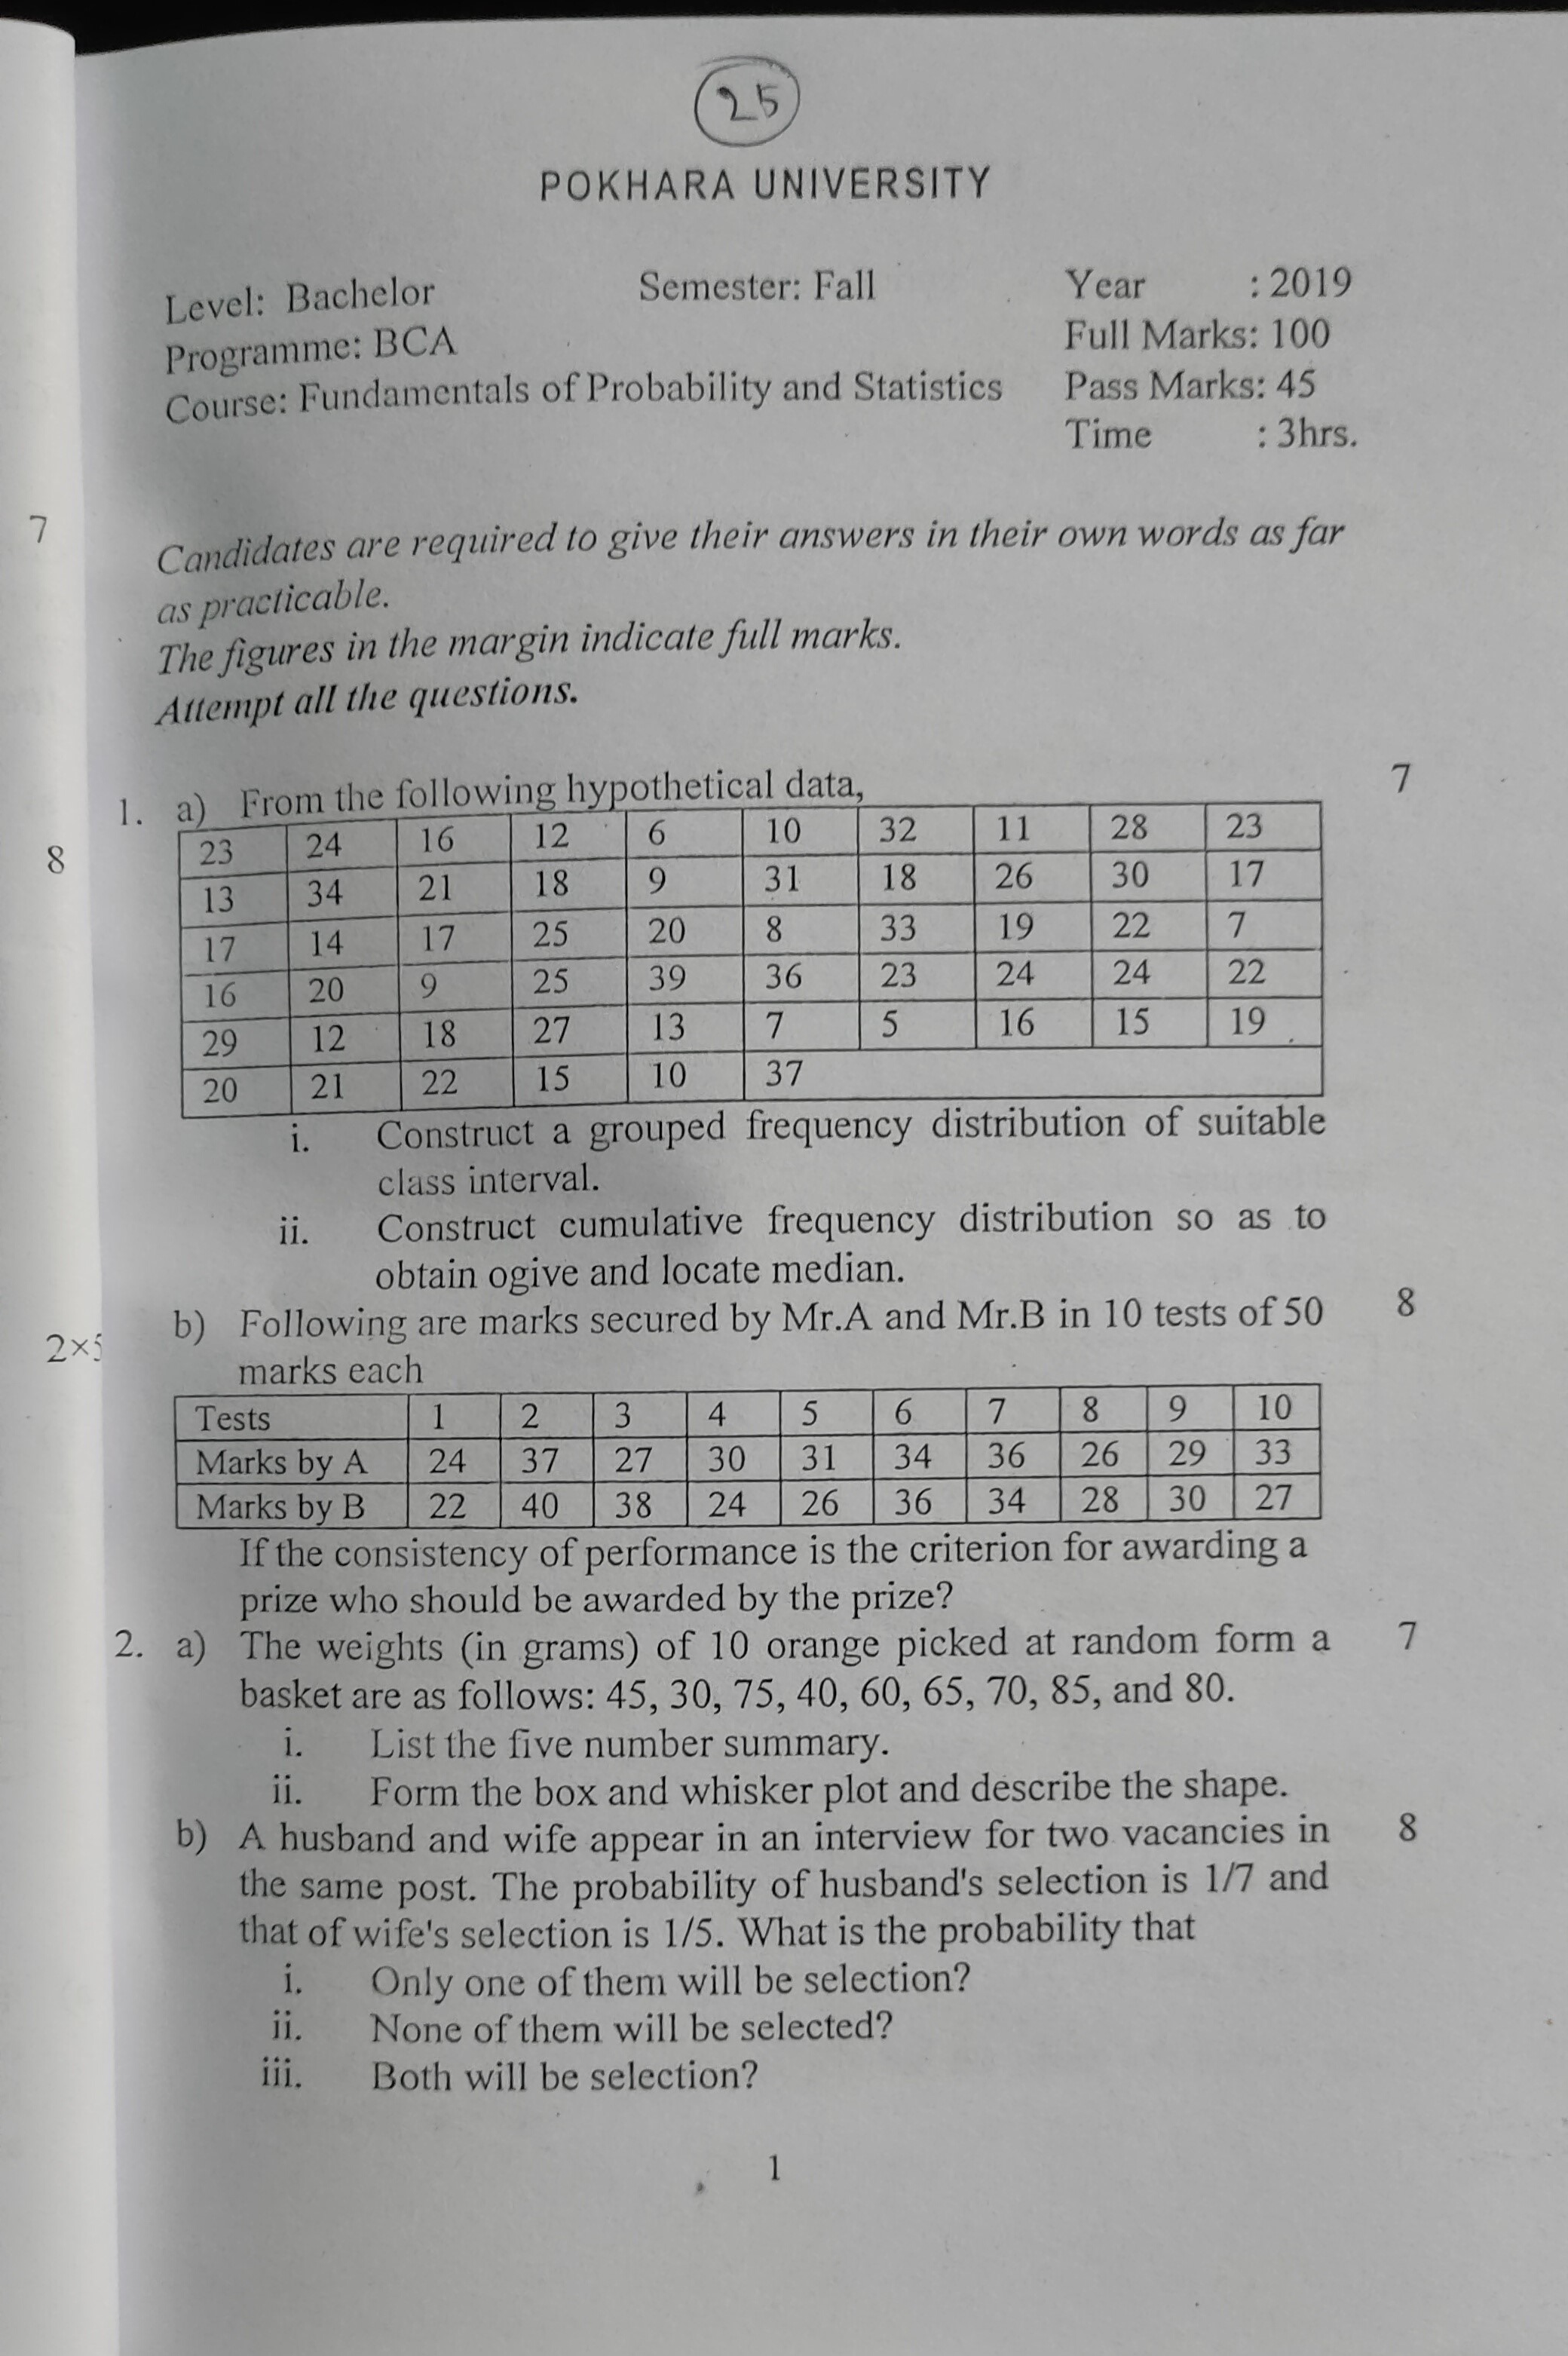 25
POKHARA UNIVERSITY
Level: Bachelor Semester: Fall Year : 2019
Programme: BCA Full Marks: 100
Course: Fundamentals of Probability and Statistics Pass Marks: 45
Time : 3hrs.
7
Candidates are required to give their answers in their own words as far
as practicable.
The figures in the margin indicate full marks.
Attempt all the questions.
1. a) From the following hypothetical data, 7
23 24 16 12 6 10 32 11 28 23
8
13 34 21 18 9 31 18 26 30 17
17 14 17 25 20 8 33 19 22 7
16 20 9 25 39 36 23 24 24 22
29 12 18 27 13 7 5 16 15 19
20 21 22 15 10 37
i. Construct a grouped frequency distribution of suitable
class interval.
ii. Construct cumulative frequency distribution so as to
obtain ogive and locate median.
b) Following are marks secured by Mr.A and Mr.B in 10 tests of 50 8
2×5
marks each
Tests 1 2 3 4 5 6 7 8 9 10
Marks by A 24 37 27 30 31 34 36 26 29 33
Marks by B 22 40 38 24 26 36 34 28 30 27
If the consistency of performance is the criterion for awarding a
prize who should be awarded by the prize?
2. a) The weights (in grams) of 10 orange picked at random form a 7
basket are as follows: 45, 30, 75, 40, 60, 65, 70, 85, and 80.
i. List the five number summary.
ii. Form the box and whisker plot and describe the shape.
b) A husband and wife appear in an interview for two vacancies in 8
the same post. The probability of husband's selection is 1/7 and
that of wife's selection is 1/5. What is the probability that
i. Only one of them will be selection?
ii. None of them will be selected?
iii. Both will be selection?
1